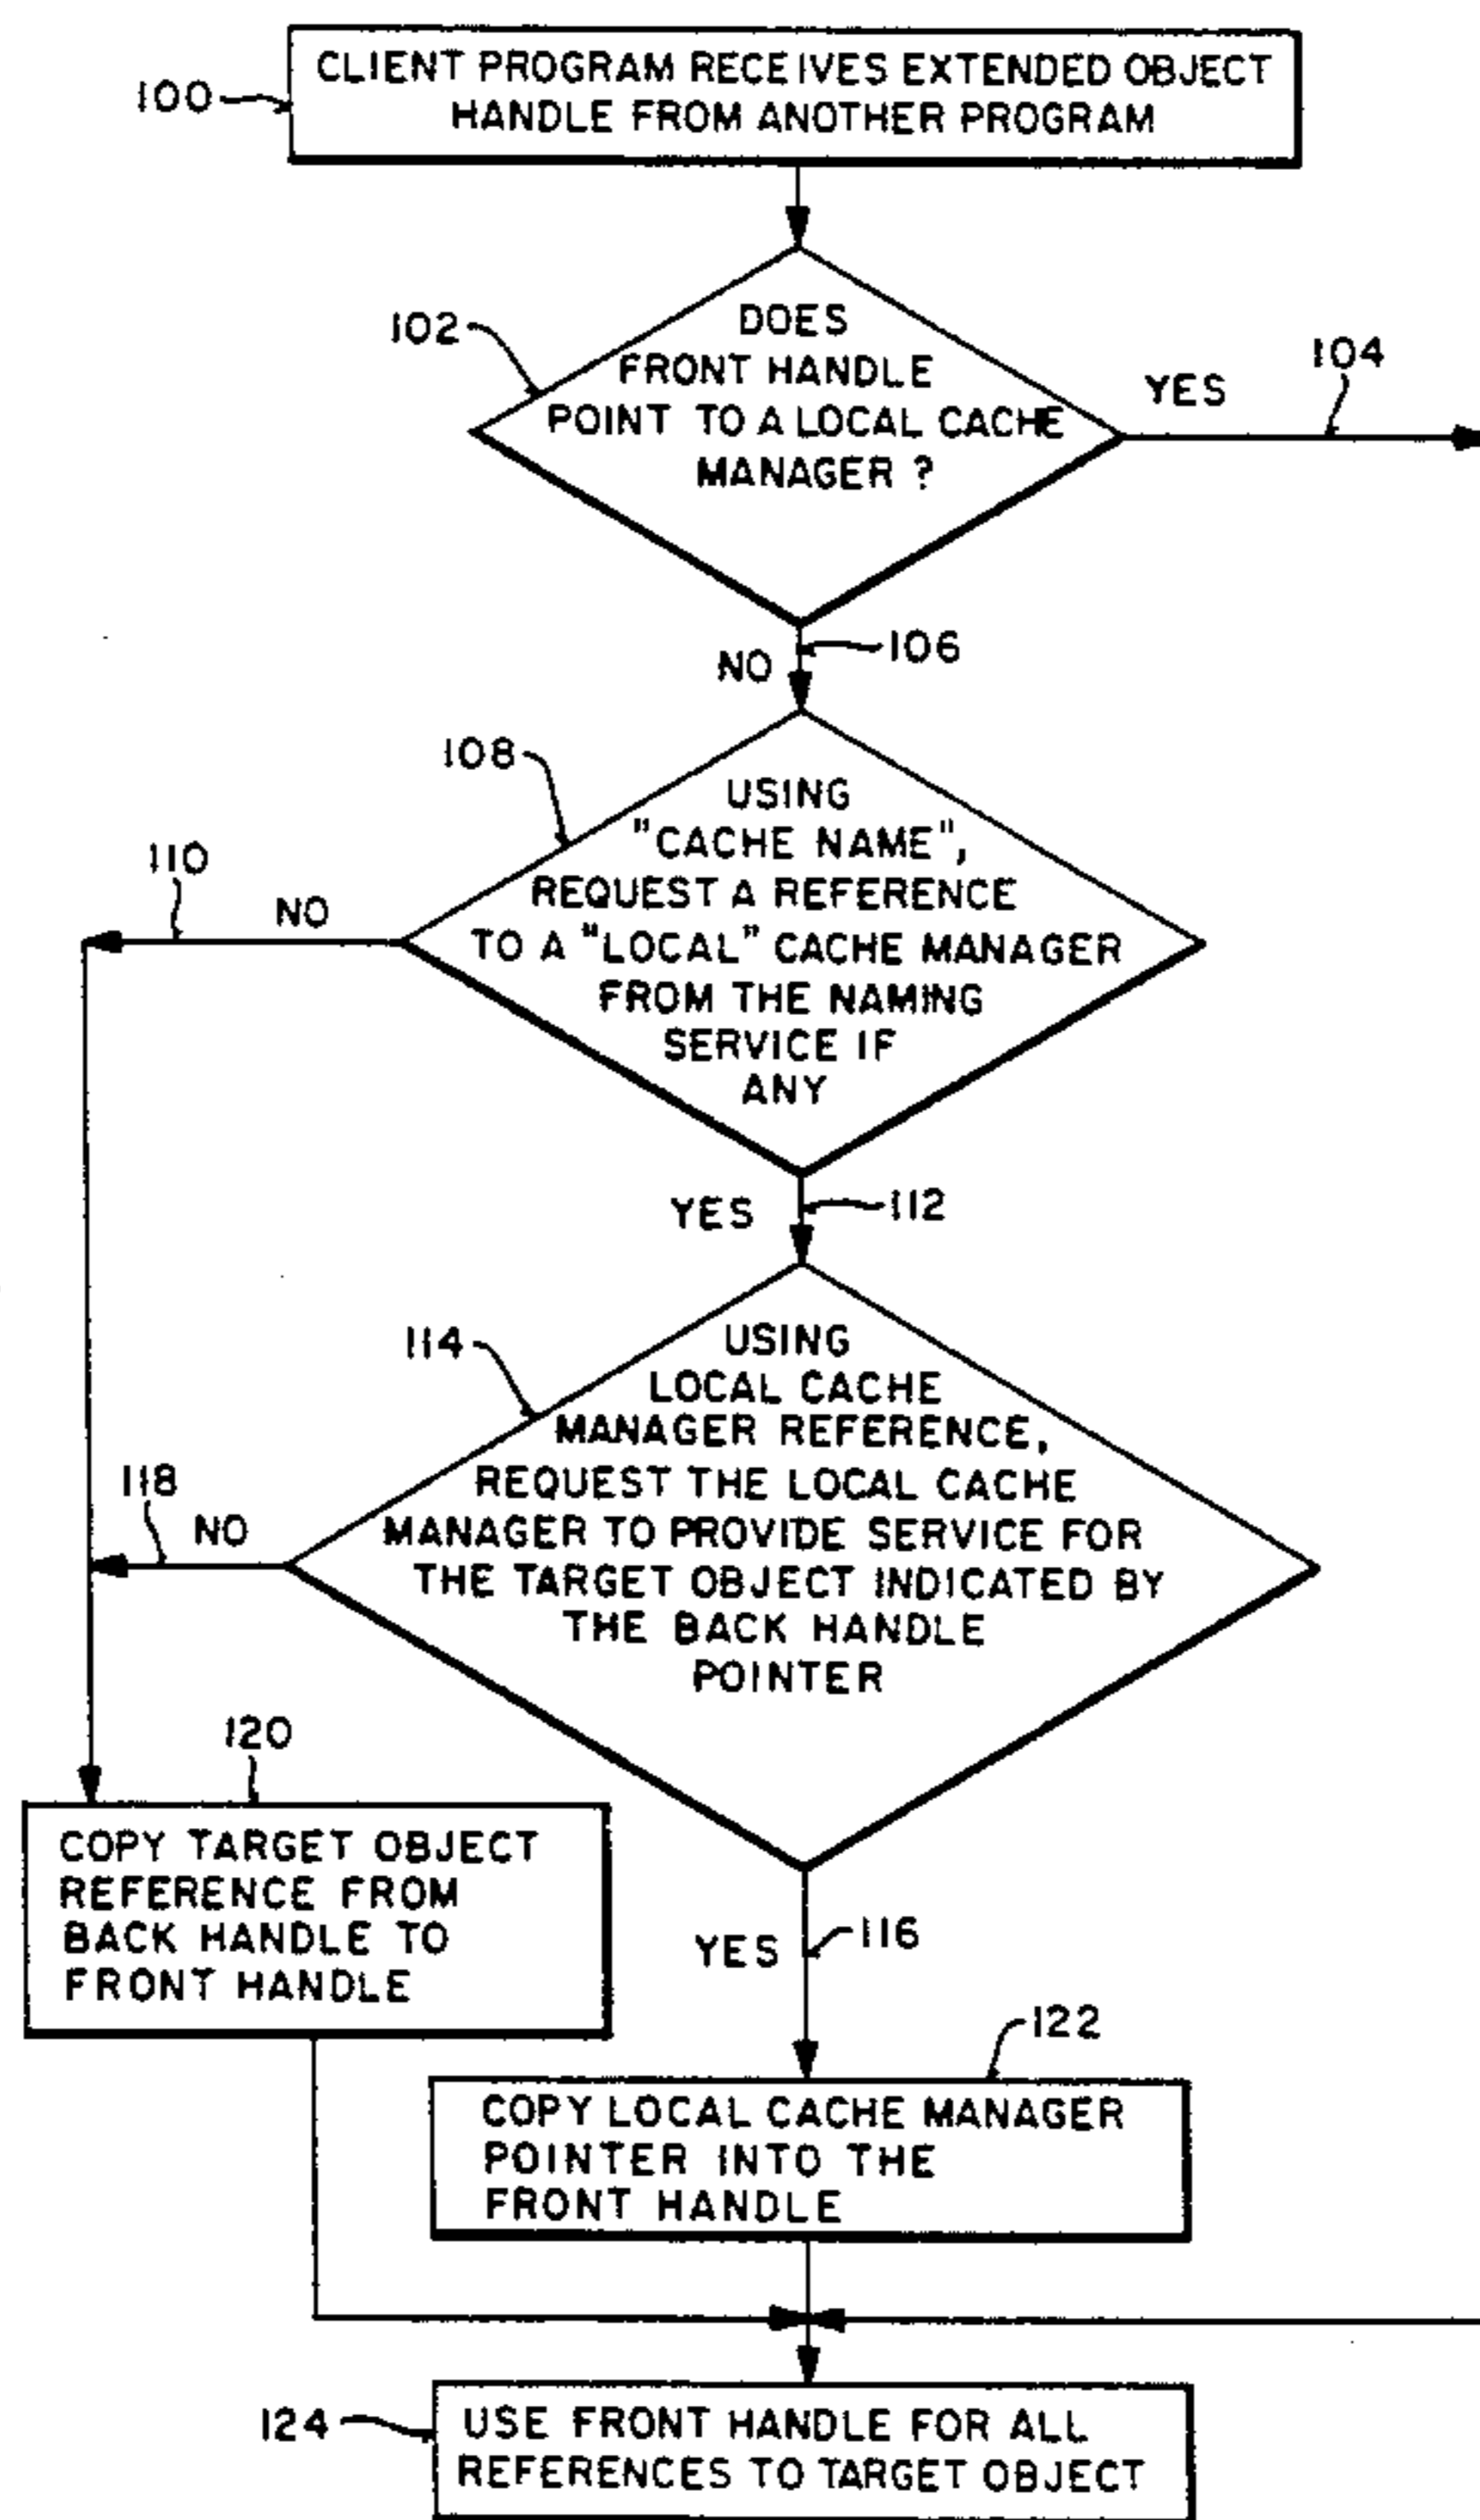 CLIENT PROGRAM RECEIVES EXTENDED OBJECT
HANDLE FROM ANOTHER PROGRAM
100
102
DOES
FRONT HANDLE
POINT TO A LOCAL CACHE
MANAGER ?
YES
104
NO
106
108
USING
"CACHE NAME",
REQUEST A REFERENCE
TO A "LOCAL" CACHE MANAGER
FROM THE NAMING
SERVICE IF
ANY
110
NO
YES
112
114
USING
LOCAL CACHE
MANAGER REFERENCE,
REQUEST THE LOCAL CACHE
MANAGER TO PROVIDE SERVICE FOR
THE TARGET OBJECT INDICATED BY
THE BACK HANDLE
POINTER
118
NO
120
COPY TARGET OBJECT
REFERENCE FROM
BACK HANDLE TO
FRONT HANDLE
YES
116
122
COPY LOCAL CACHE MANAGER
POINTER INTO THE
FRONT HANDLE
124
USE FRONT HANDLE FOR ALL
REFERENCES TO TARGET OBJECT